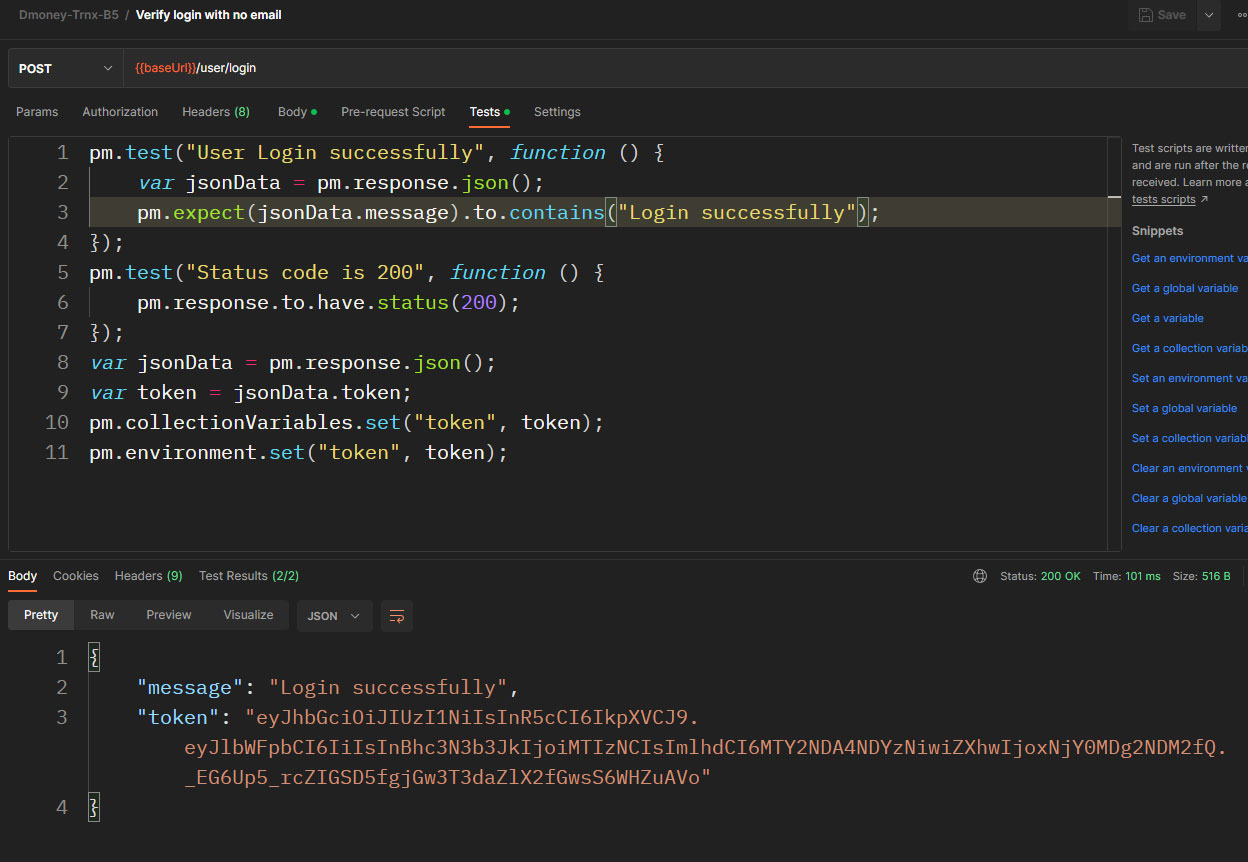 Dmoney-Trnx-B5 / Verify login with no email
Save
POST
{{baseUrl}}/user/login
Params Authorization Headers (8) Body Pre-request Script Tests Settings
1 pm.test("User Login successfully", function () {
2 var jsonData = pm.response.json();
3 pm.expect(jsonData.message).to.contains("Login successfully");
4 });
5 pm.test("Status code is 200", function () {
6 pm.response.to.have.status(200);
7 });
8 var jsonData = pm.response.json();
9 var token = jsonData.token;
10 pm.collectionVariables.set("token", token);
11 pm.environment.set("token", token);
Test scripts are written
and are run after the re
received. Learn more a
tests scripts ↗
Snippets
Get an environment va
Get a global variable
Get a variable
Get a collection variab
Set an environment va
Set a global variable
Set a collection variabl
Clear an environment v
Clear a global variable
Clear a collection varia
Body Cookies Headers (9) Test Results (2/2)
Status: 200 OK Time: 101 ms Size: 516 B
Pretty Raw Preview Visualize JSON
1 {
2 "message": "Login successfully",
3 "token": "eyJhbGciOiJIUzI1NiIsInR5cCI6IkpXVCJ9.
eyJlbWFpbCI6IiIsInBhc3N3b3JkIjoiMTIzNCIsImlhdCI6MTY2NDA4NDYzNiwiZXhwIjoxNjY0MDg2NDM2fQ.
_EG6Up5_rcZIGSD5fgjGw3T3daZlX2fGwsS6WHZuAVo"
4 }